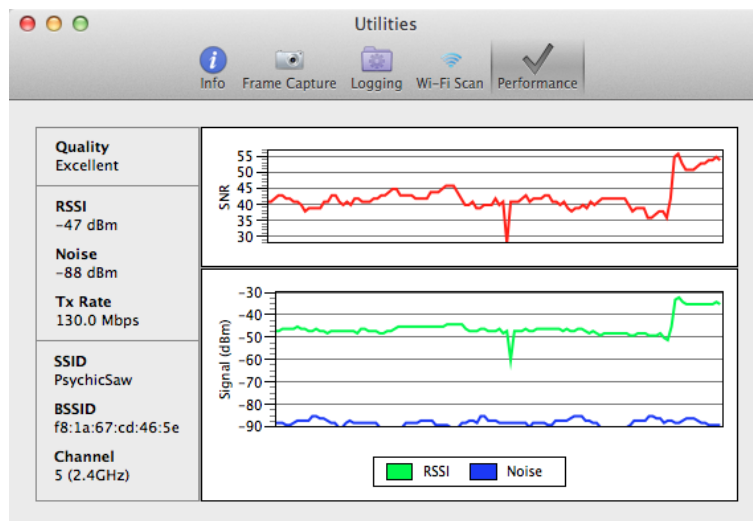 Utilities
Info Frame Capture Logging Wi-Fi Scan Performance
Quality
Excellent
RSSI
-47 dBm
Noise
-88 dBm
Tx Rate
130.0 Mbps
SSID
PsychicSaw
BSSID
f8:1a:67:cd:46:5e
Channel
5 (2.4GHz)
SNR
55
50
45
40
35
30
Signal (dBm)
-30
-40
-50
-60
-70
-80
-90
RSSI Noise